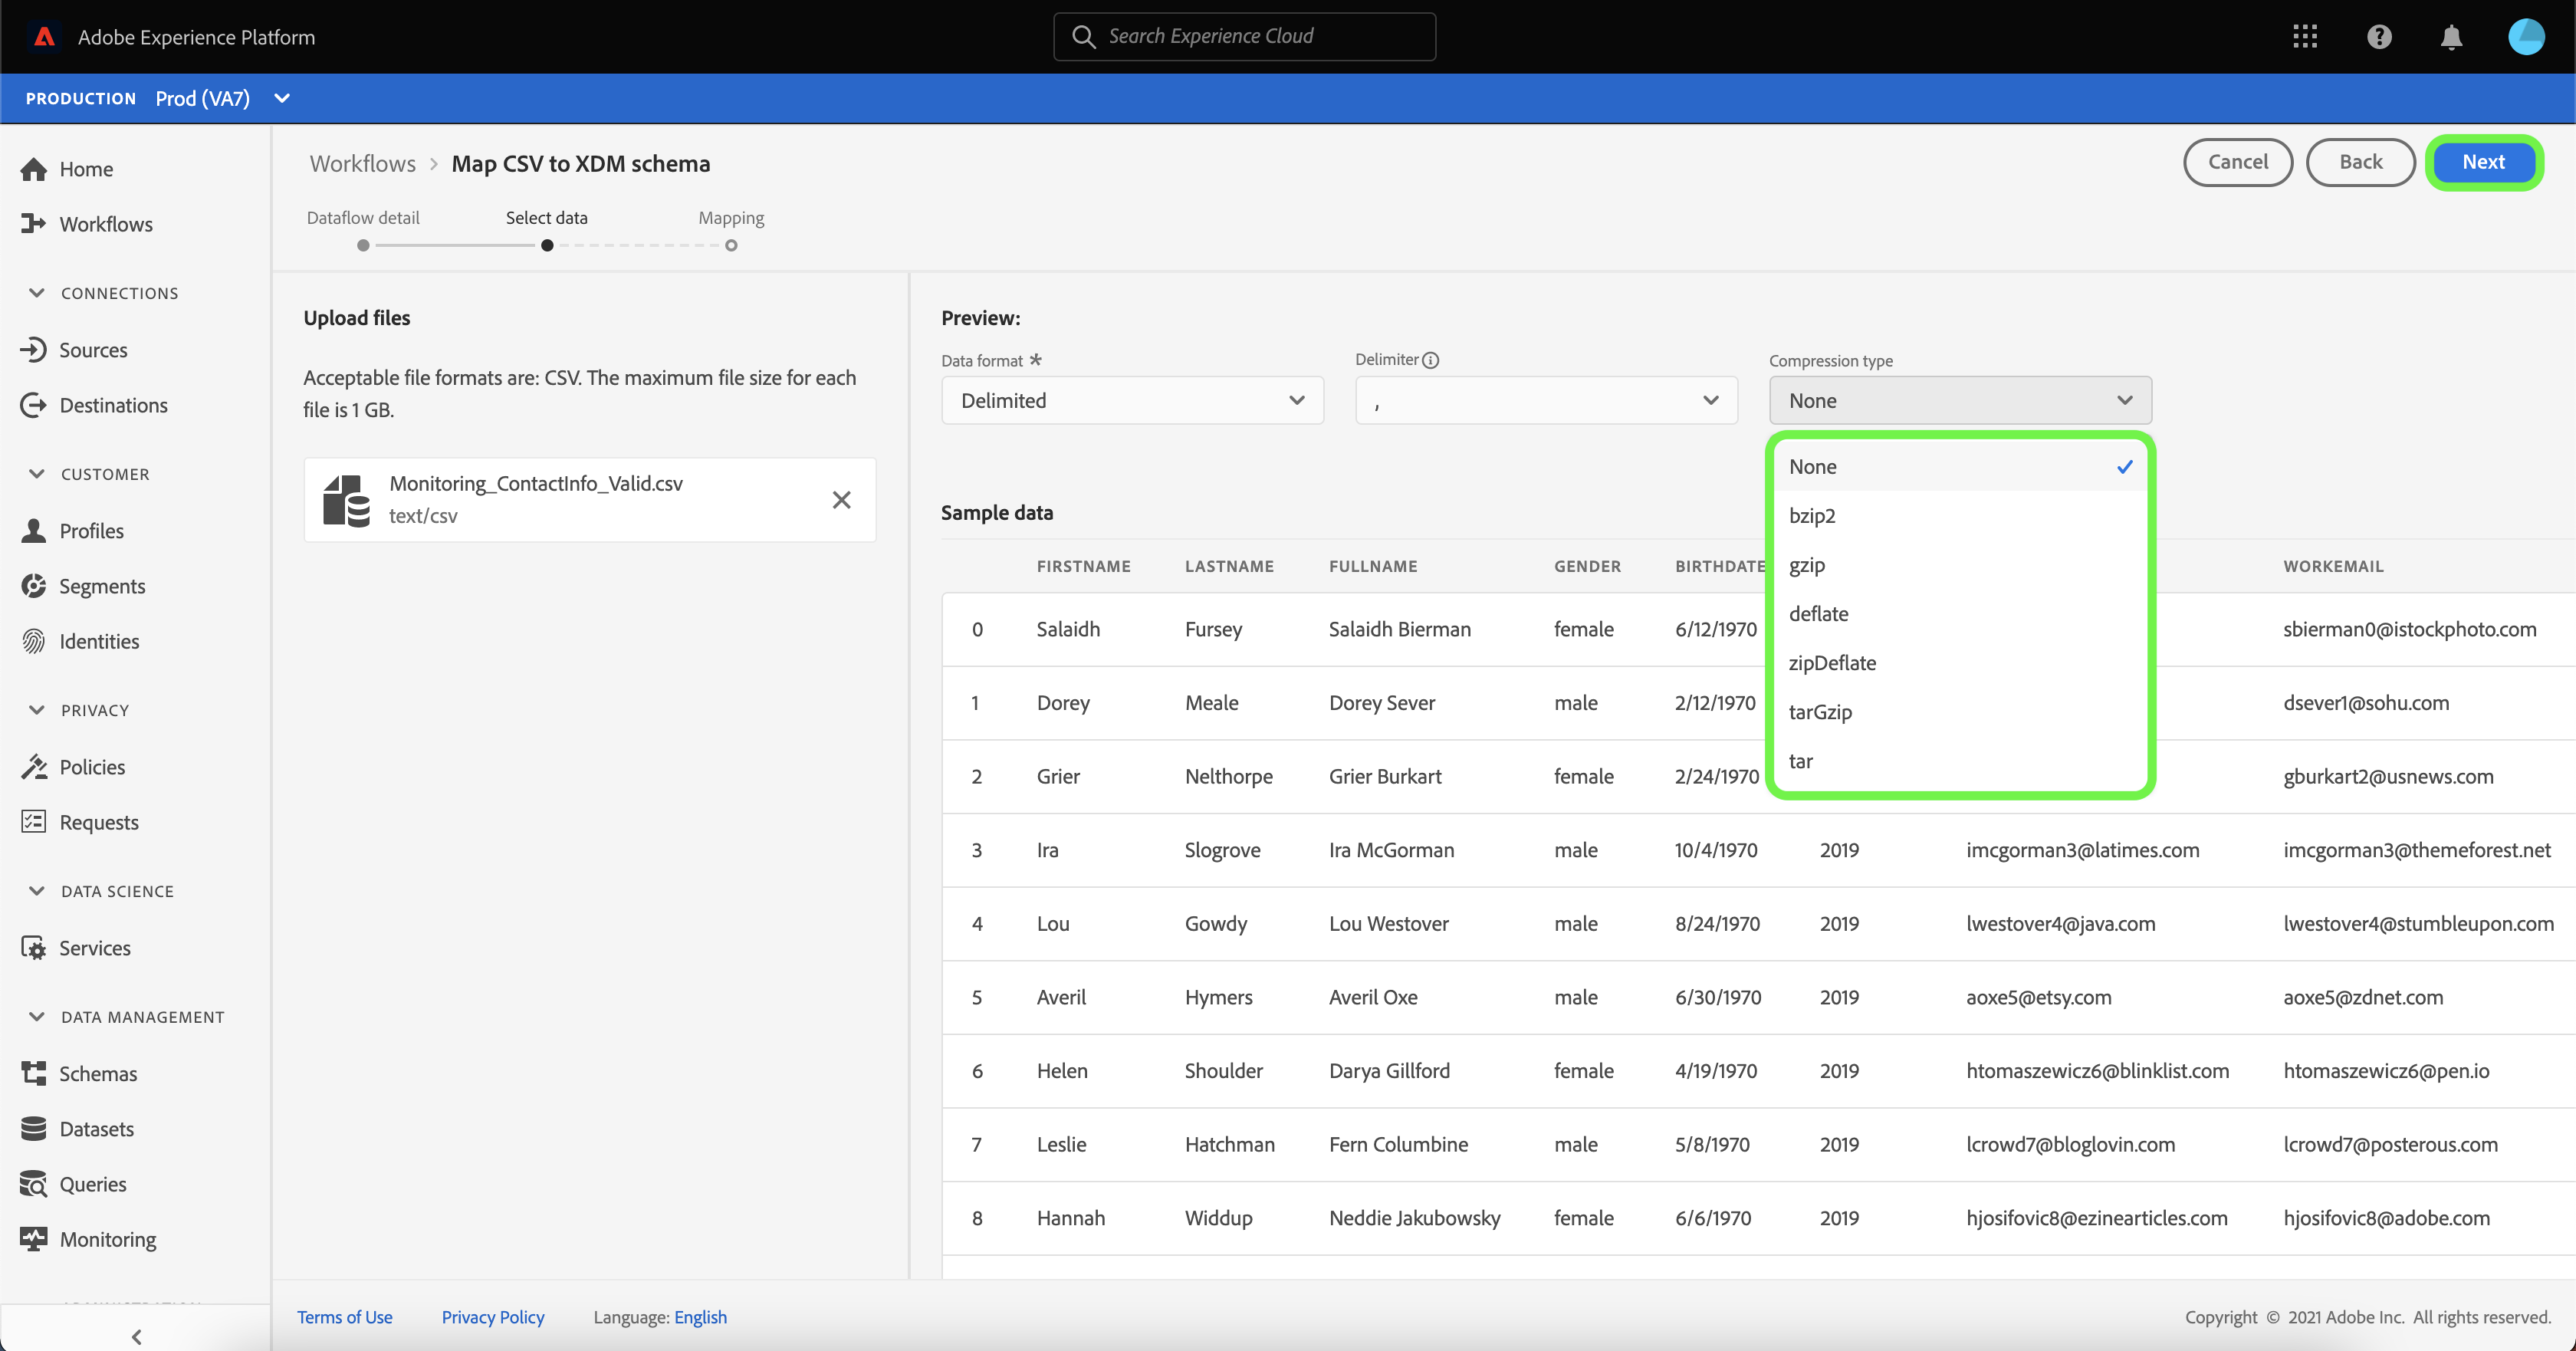 Adobe Experience Platform
Search Experience Cloud
PRODUCTION Prod (VA7)
Home
Workflows
CONNECTIONS
Sources
Destinations
CUSTOMER
Profiles
Segments
Identities
PRIVACY
Policies
Requests
DATA SCIENCE
Services
DATA MANAGEMENT
Schemas
Datasets
Queries
Monitoring
Workflows > Map CSV to XDM schema
Cancel Back Next
Dataflow detail Select data Mapping
Upload files
Acceptable file formats are: CSV. The maximum file size for each
file is 1 GB.
Monitoring_ContactInfo_Valid.csv
text/csv
Preview:
Data format * Delimiter Compression type
Delimited , None
None
bzip2
gzip
deflate
zipDeflate
tarGzip
tar
Sample data
FIRSTNAME LASTNAME FULLNAME GENDER BIRTHDATE WORKEMAIL
0 Salaidh Fursey Salaidh Bierman female 6/12/1970 sbierman0@istockphoto.com
1 Dorey Meale Dorey Sever male 2/12/1970 dsever1@sohu.com
2 Grier Nelthorpe Grier Burkart female 2/24/1970 gburkart2@usnews.com
3 Ira Slogrove Ira McGorman male 10/4/1970 2019 imcgorman3@latimes.com imcgorman3@themeforest.net
4 Lou Gowdy Lou Westover male 8/24/1970 2019 lwestover4@java.com lwestover4@stumbleupon.com
5 Averil Hymers Averil Oxe male 6/30/1970 2019 aoxe5@etsy.com aoxe5@zdnet.com
6 Helen Shoulder Darya Gillford female 4/19/1970 2019 htomaszewicz6@blinklist.com htomaszewicz6@pen.io
7 Leslie Hatchman Fern Columbine male 5/8/1970 2019 lcrowd7@bloglovin.com lcrowd7@posterous.com
8 Hannah Widdup Neddie Jakubowsky female 6/6/1970 2019 hjosifovic8@ezinearticles.com hjosifovic8@adobe.com
Terms of Use Privacy Policy Language: English
Copyright © 2021 Adobe Inc. All rights reserved.